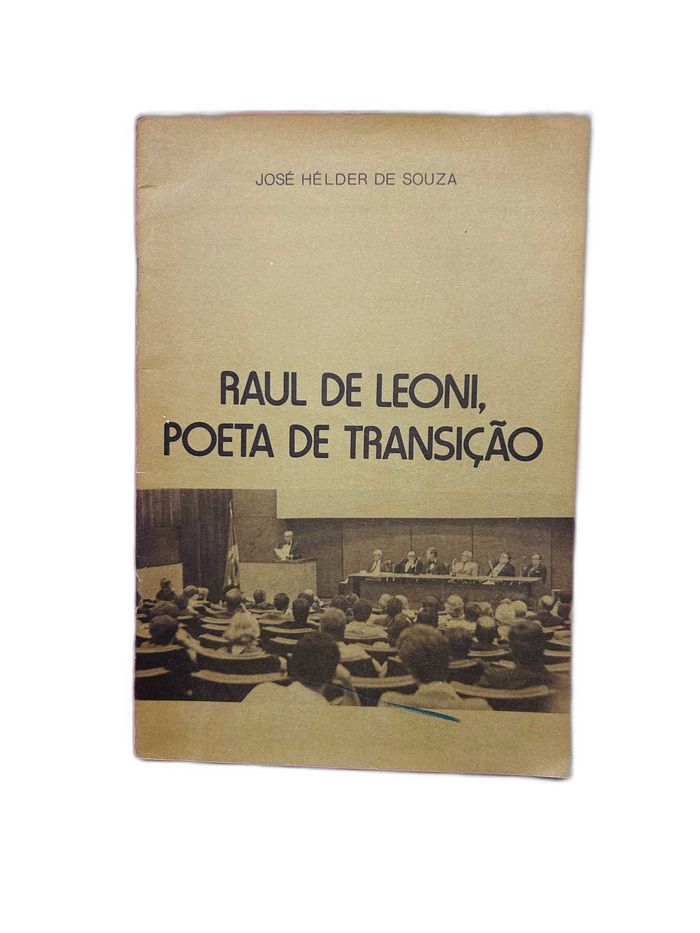 JOSÉ HÉLDER DE SOUZA
RAUL DE LEONI,
POETA DE TRANSIÇÃO